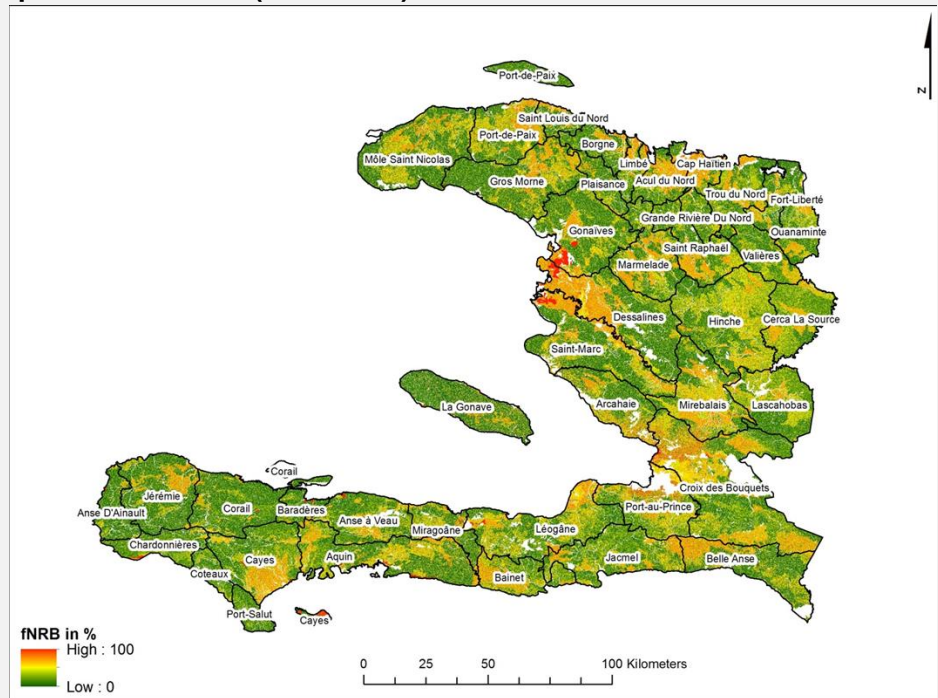 N
Port-de-Paix
Saint Louis du Nord
Port-de-Paix
Borgne
Limbé
Cap Haïtien
Môle Saint Nicolas
Gros Morne
Plaisance
Acul du Nord
Trou du Nord
Fort-Liberté
Grande Rivière Du Nord
Gonaïves
Ouanaminte
Saint Raphaël
Valières
Marmelade
Dessalines
Hinche
Cerca La Source
Saint-Marc
La Gonave
Arcahaie
Mirebalais
Lascahobas
Corail
Croix des Bouquets
Jérémie
Anse D'Ainault
Corail
Baradères
Anse à Veau
Miragoâne
Léogâne
Port-au-Prince
Chardonnières
Cayes
Aquin
Jacmel
Belle Anse
Coteaux
Bainet
Port-Salut
Cayes
fNRB in %
High : 100
Low : 0
0 25 50 100 Kilometers